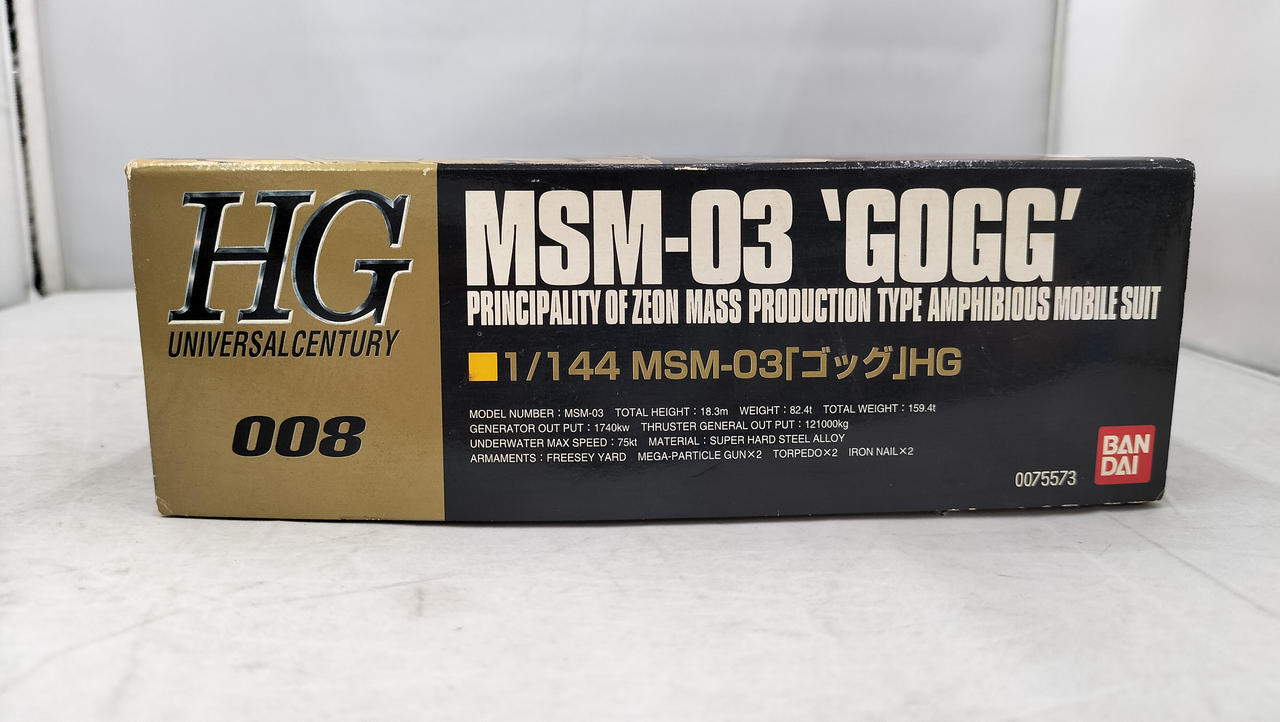 HG
UNIVERSAL CENTURY
008
MSM-03 ‘GOGG’
PRINCIPALITY OF ZEON MASS PRODUCTION TYPE AMPHIBIOUS MOBILE SUIT
1/144 MSM-03「ゴッグ」HG
MODEL NUMBER : MSM-03 TOTAL HEIGHT : 18.3m WEIGHT : 82.4t TOTAL WEIGHT : 159.4t
GENERATOR OUT PUT : 1740kw THRUSTER GENERAL OUT PUT : 121000kg
UNDERWATER MAX SPEED : 75kt MATERIAL : SUPER HARD STEEL ALLOY
ARMAMENTS : FREESEY YARD MEGA-PARTICLE GUN×2 TORPEDO×2 IRON NAIL×2
0075573
BAN
DAI